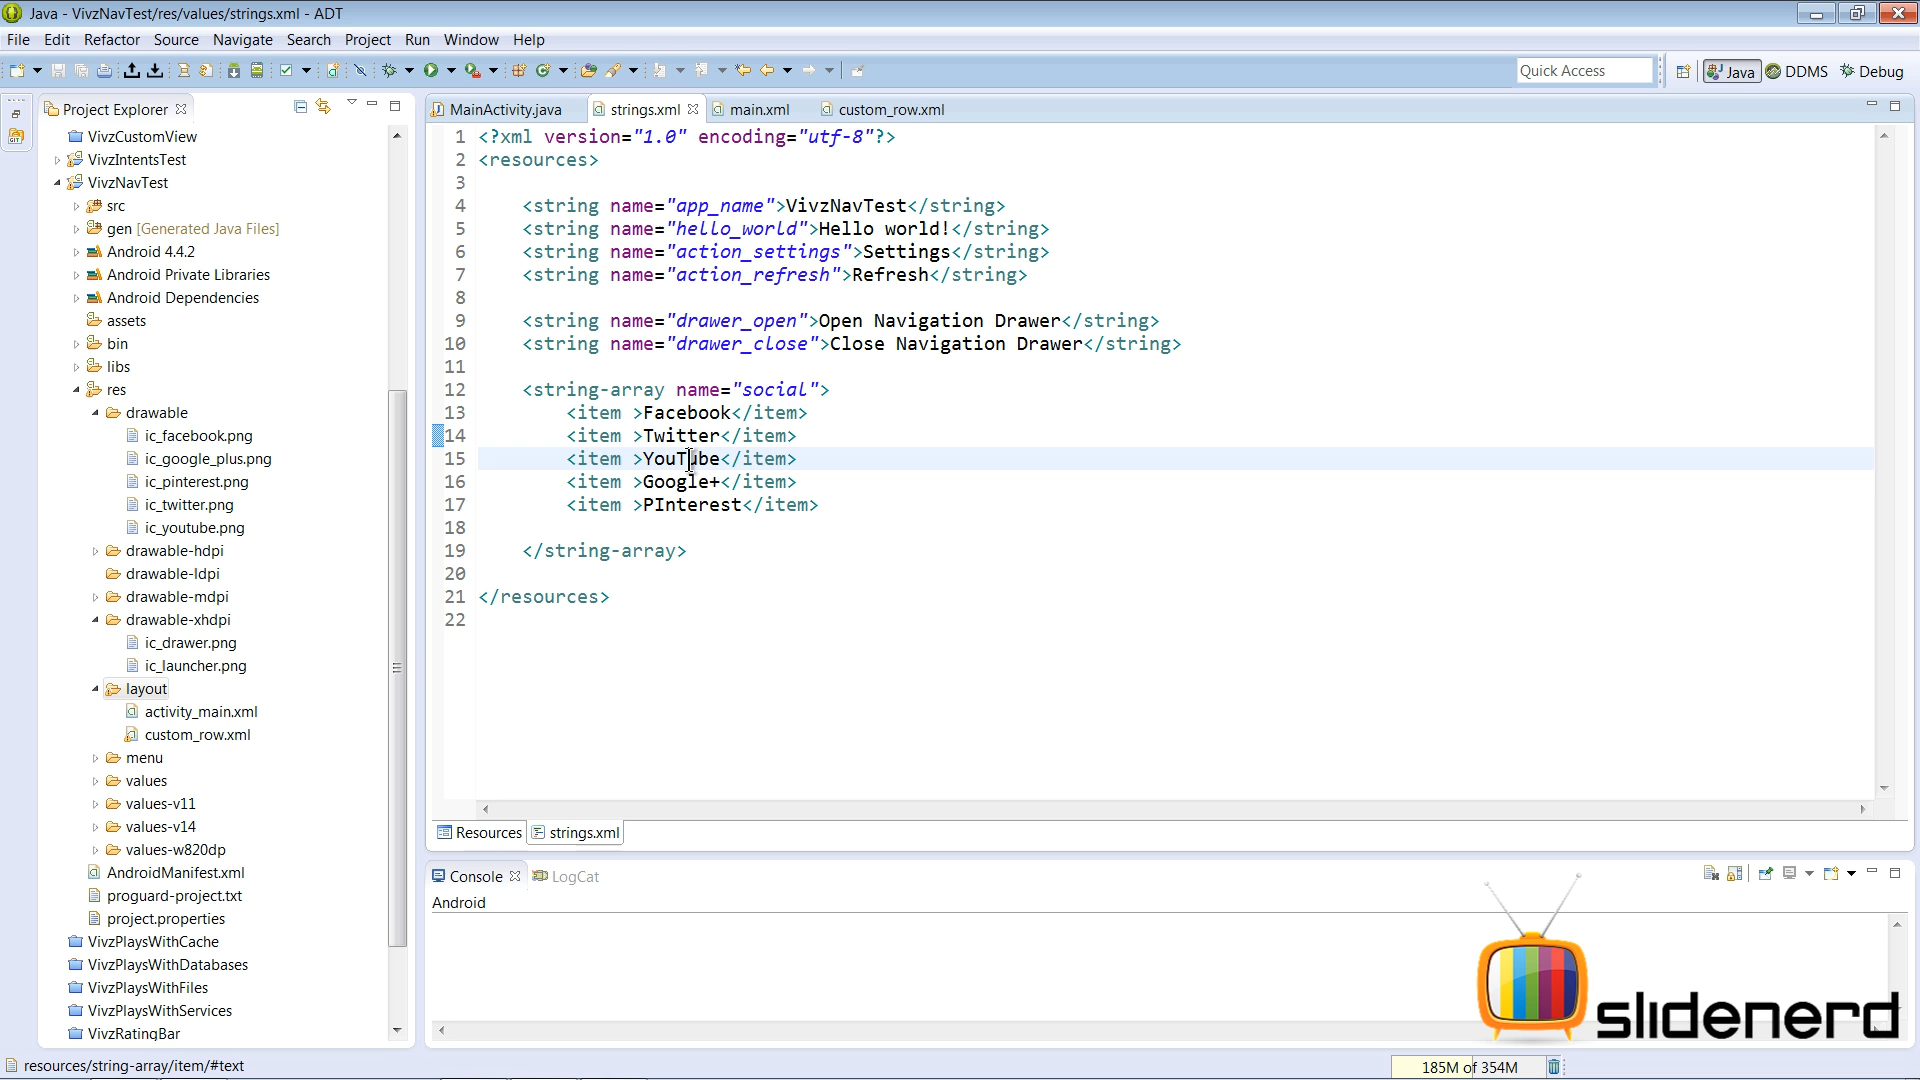 Java - VivzNavTest/res/values/strings.xml - ADT
File Edit Refactor Source Navigate Search Project Run Window Help
Quick Access
Java
DDMS
Debug
Project Explorer
VivzCustomView
VivzIntentsTest
VivzNavTest
src
gen [Generated Java Files]
Android 4.4.2
Android Private Libraries
Android Dependencies
assets
bin
libs
res
drawable
ic_facebook.png
ic_google_plus.png
ic_pinterest.png
ic_twitter.png
ic_youtube.png
drawable-hdpi
drawable-ldpi
drawable-mdpi
drawable-xhdpi
ic_drawer.png
ic_launcher.png
layout
activity_main.xml
custom_row.xml
menu
values
values-v11
values-v14
values-w820dp
AndroidManifest.xml
proguard-project.txt
project.properties
VivzPlaysWithCache
VivzPlaysWithDatabases
VivzPlaysWithFiles
VivzPlaysWithServices
VivzRatingBar
MainActivity.java
strings.xml
main.xml
custom_row.xml
1 <?xml version="1.0" encoding="utf-8"?>
2 <resources>
3
4 <string name="app_name">VivzNavTest</string>
5 <string name="hello_world">Hello world!</string>
6 <string name="action_settings">Settings</string>
7 <string name="action_refresh">Refresh</string>
8
9 <string name="drawer_open">Open Navigation Drawer</string>
10 <string name="drawer_close">Close Navigation Drawer</string>
11
12 <string-array name="social">
13 <item >Facebook</item>
14 <item >Twitter</item>
15 <item >YouTube</item>
16 <item >Google+</item>
17 <item >PInterest</item>
18
19 </string-array>
20
21 </resources>
22
Resources
strings.xml
Console
LogCat
Android
slidenerd
resources/string-array/item/#text
185M of 354M